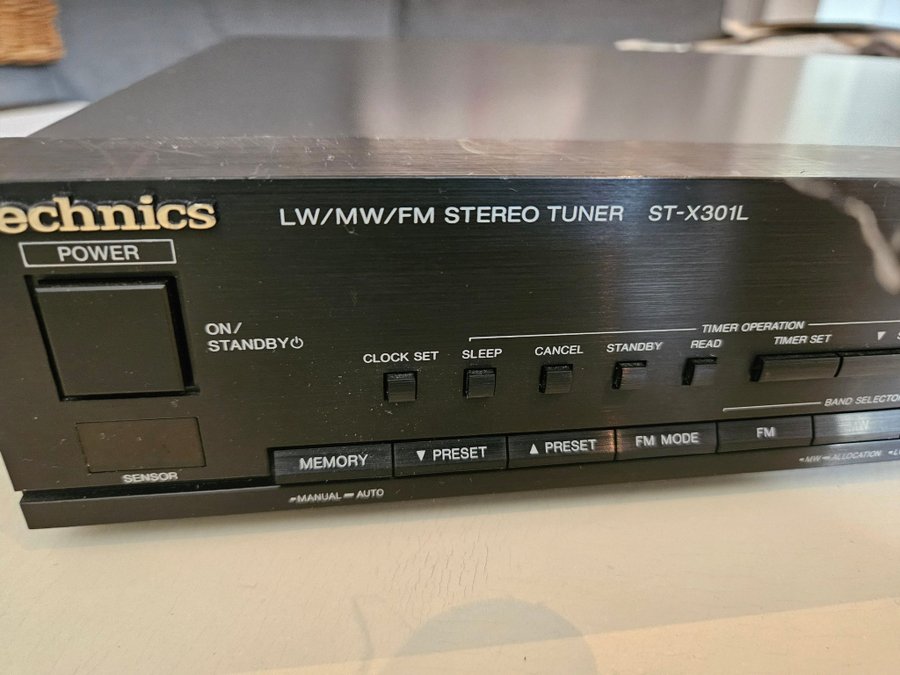 echnics
LW/MW/FM STEREO TUNER ST-X301L
POWER
ON/
STANDBY
TIMER OPERATION
CLOCK SET SLEEP CANCEL STANDBY READ TIMER SET ▼ S
BAND SELECTO
MEMORY ▼ PRESET ▲ PRESET FM MODE FM
SENSOR
MANUAL AUTO
MW ALLOCATION